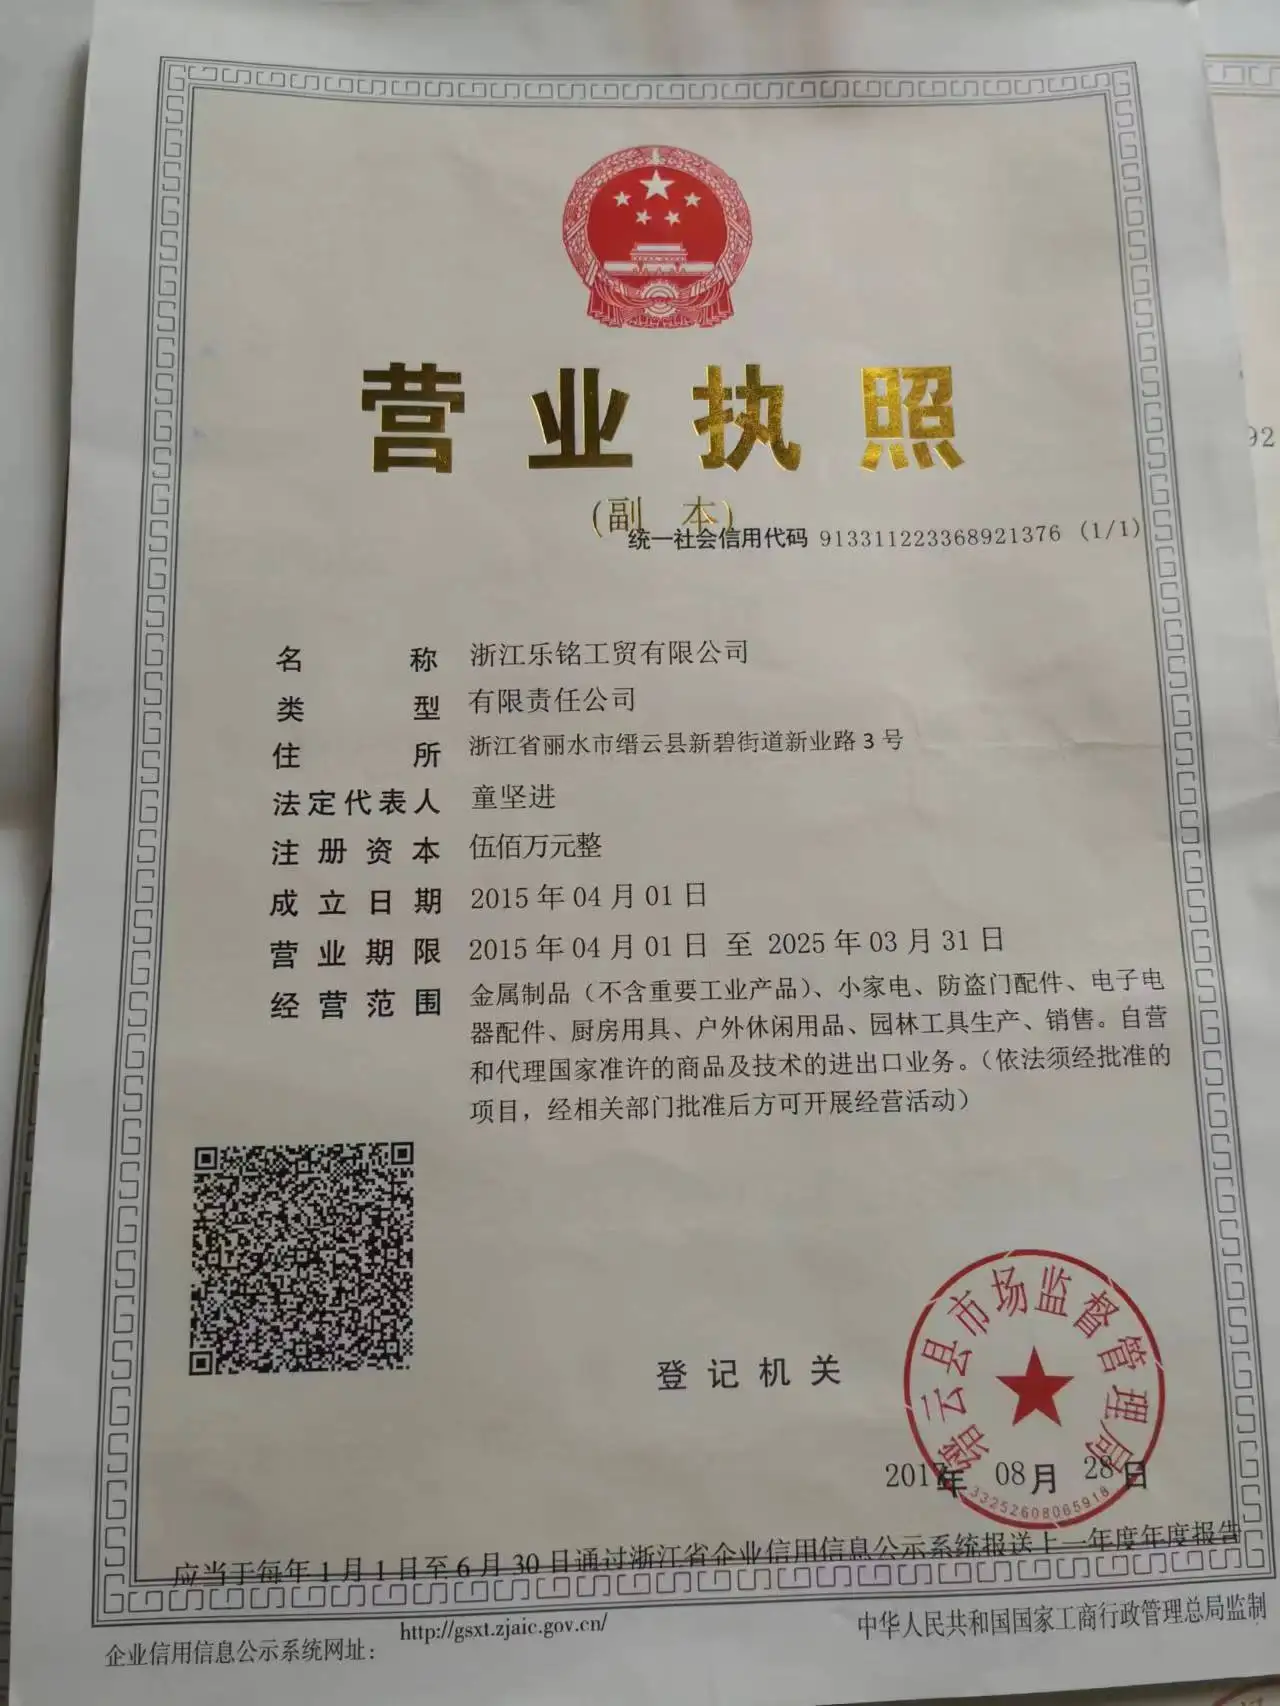 营业执照
(副 本)
统一社会信用代码 913311223368921376 (1/1)
名称 浙江乐铭工贸有限公司
类型 有限责任公司
住所 浙江省丽水市缙云县新碧街道新业路3号
法定代表人 童坚进
注册资本 伍佰万元整
成立日期 2015年04月01日
营业期限 2015年04月01日 至 2025年03月31日
经营范围 金属制品（不含重要工业产品）、小家电、防盗门配件、电子电
器配件、厨房用具、户外休闲用品、园林工具生产、销售。自营
和代理国家准许的商品及技术的进出口业务。（依法须经批准的
项目，经相关部门批准后方可开展经营活动）
登记机关
缙云县市场监督管理局
2017年 08月 28日
33252608065918
应当于每年1月1日至6月30日通过浙江省企业信用信息公示系统报送上一年度年度报告
企业信用信息公示系统网址： http://gsxt.zjaic.gov.cn/
中华人民共和国国家工商行政管理总局监制
92